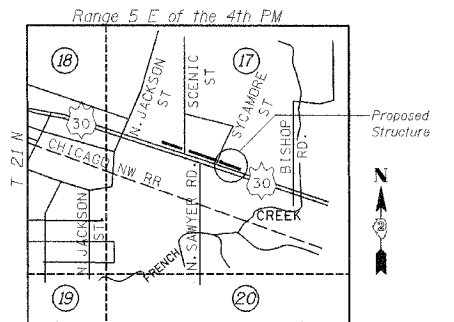 Range 5 E of the 4th PM
18
17
N. JACKSON ST
SCENIC ST
SYCAMORE ST
BISHOP RD.
Proposed Structure
30
T 21 N
CHICAGO NW RR
30
N. JACKSON ST.
N. SAWYER RD.
CREEK
FRENCH
N
19
20